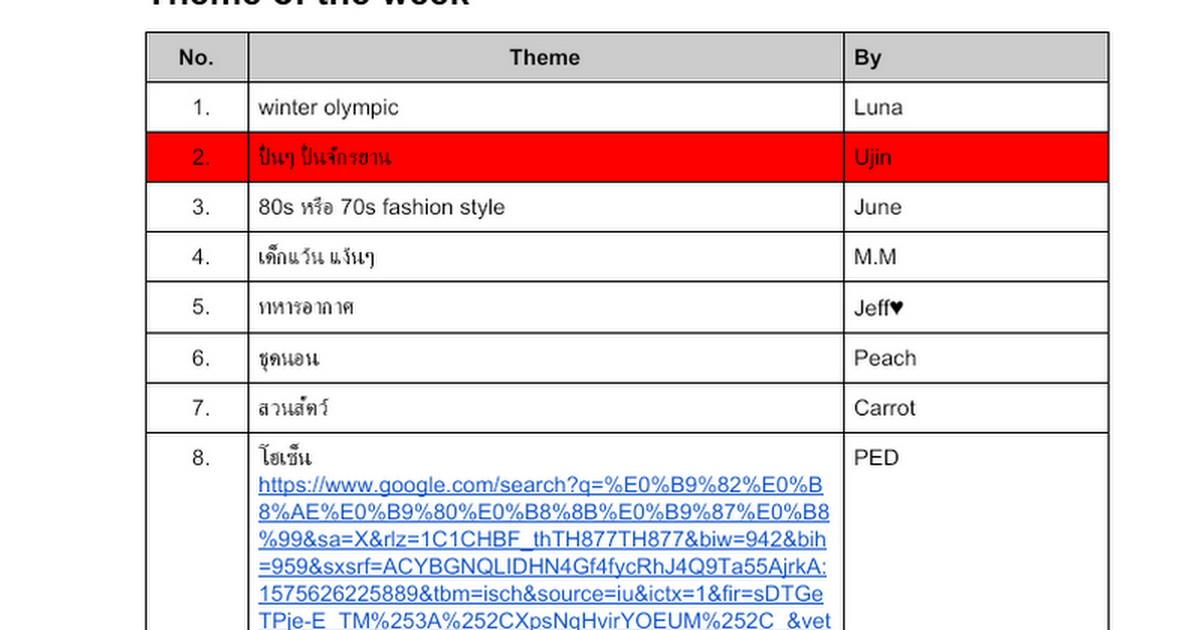 Theme of the week
No. Theme By
1. winter olympic Luna
2. ปั่นๆ ปั่นจักรยาน Ujin
3. 80s หรือ 70s fashion style June
4. เด็กแว้น แง้นๆ M.M
5. ทหารอากาศ Jeff♥
6. ชุดนอน Peach
7. สวนสัตว์ Carrot
8. โฮเซ็น PED
https://www.google.com/search?q=%E0%B9%82%E0%B
8%AE%E0%B9%80%E0%B8%8B%E0%B9%87%E0%B8
%99&sa=X&rlz=1C1CHBF_thTH877TH877&biw=942&bih
=959&sxsrf=ACYBGNQLIDHN4Gf4fycRhJ4Q9Ta55AjrkA:
1575626225889&tbm=isch&source=iu&ictx=1&fir=sDTGe
TPje-E_TM%253A%252CXpsNqHvirYOEUM%252C_&vet